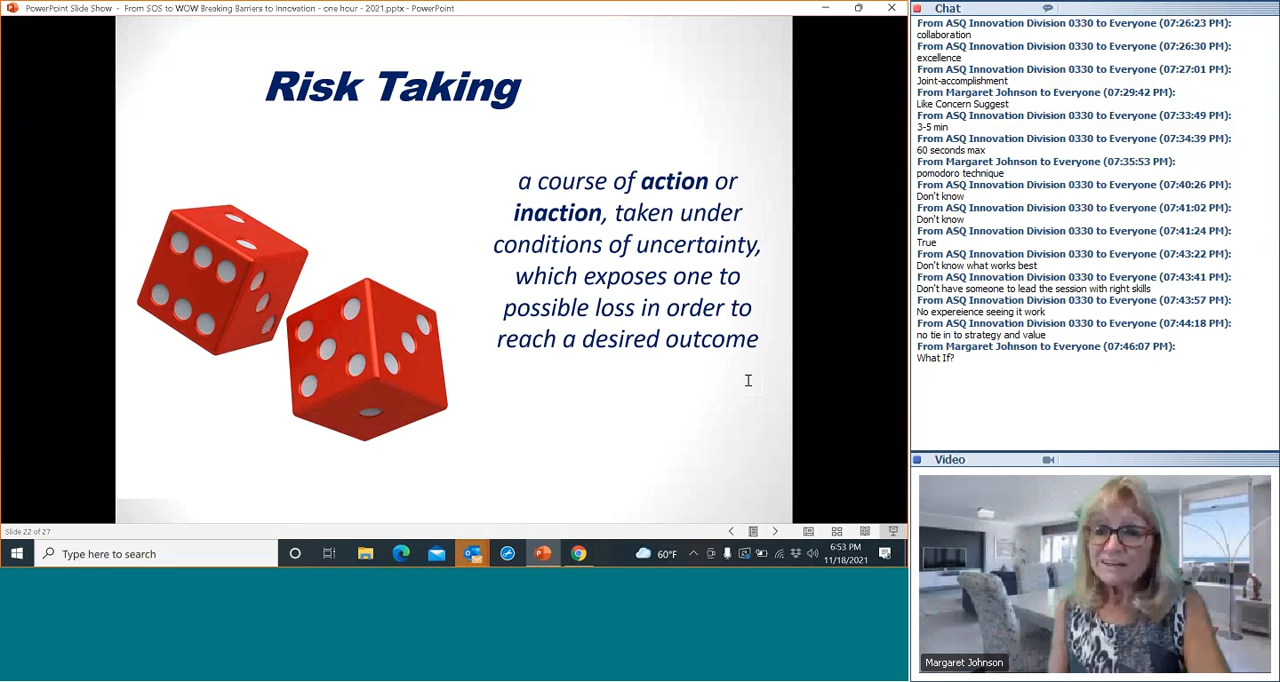 PowerPoint Slide Show - From SOS to WOW Breaking Barriers to Innovation - one hour - 2021.pptx - PowerPoint
Risk Taking
a course of action or
inaction, taken under
conditions of uncertainty,
which exposes one to
possible loss in order to
reach a desired outcome
Slide 22 of 27
Type here to search
60°F
6:53 PM
11/18/2021
Chat
From ASQ Innovation Division 0330 to Everyone (07:26:23 PM):
collaboration
From ASQ Innovation Division 0330 to Everyone (07:26:30 PM):
excellence
From ASQ Innovation Division 0330 to Everyone (07:27:01 PM):
Joint-accomplishment
From Margaret Johnson to Everyone (07:29:42 PM):
Like Concern Suggest
From ASQ Innovation Division 0330 to Everyone (07:33:49 PM):
3-5 min
From ASQ Innovation Division 0330 to Everyone (07:34:39 PM):
60 seconds max
From Margaret Johnson to Everyone (07:35:53 PM):
pomodoro technique
From ASQ Innovation Division 0330 to Everyone (07:40:26 PM):
Don't know
From ASQ Innovation Division 0330 to Everyone (07:41:02 PM):
Don't know
From ASQ Innovation Division 0330 to Everyone (07:41:24 PM):
True
From ASQ Innovation Division 0330 to Everyone (07:43:22 PM):
Don't know what works best
From ASQ Innovation Division 0330 to Everyone (07:43:41 PM):
Don't have someone to lead the session with right skills
From ASQ Innovation Division 0330 to Everyone (07:43:57 PM):
No expereience seeing it work
From ASQ Innovation Division 0330 to Everyone (07:44:18 PM):
no tie in to strategy and value
From Margaret Johnson to Everyone (07:46:07 PM):
What If?
Video
Margaret Johnson